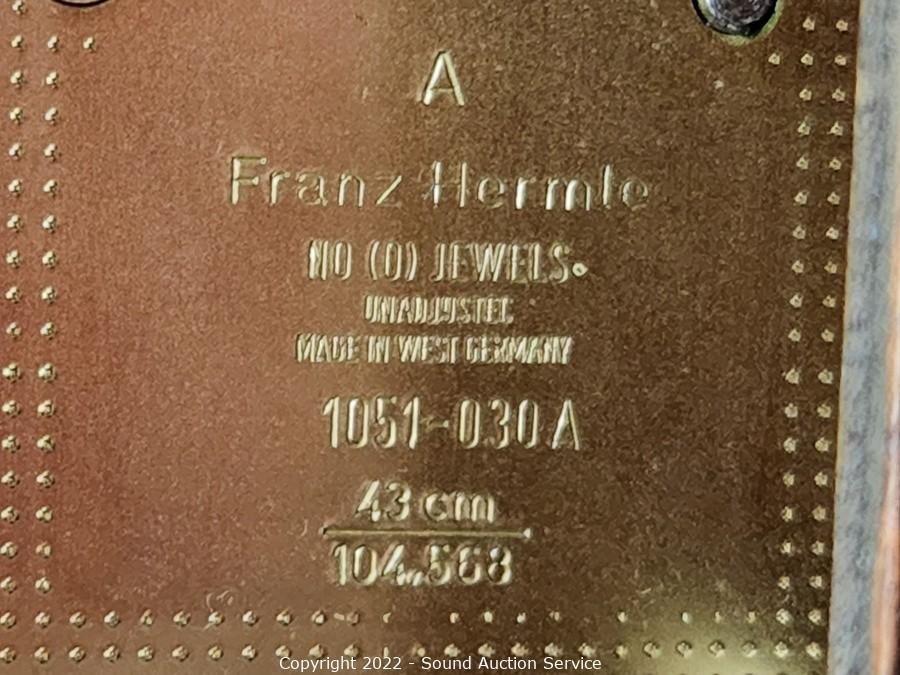 A
Franz Hermle
NO (0) JEWELS.
UNADJUSTED
MADE IN WEST GERMANY
1051-030A
43 cm
104,,568
Copyright 2022 - Sound Auction Service